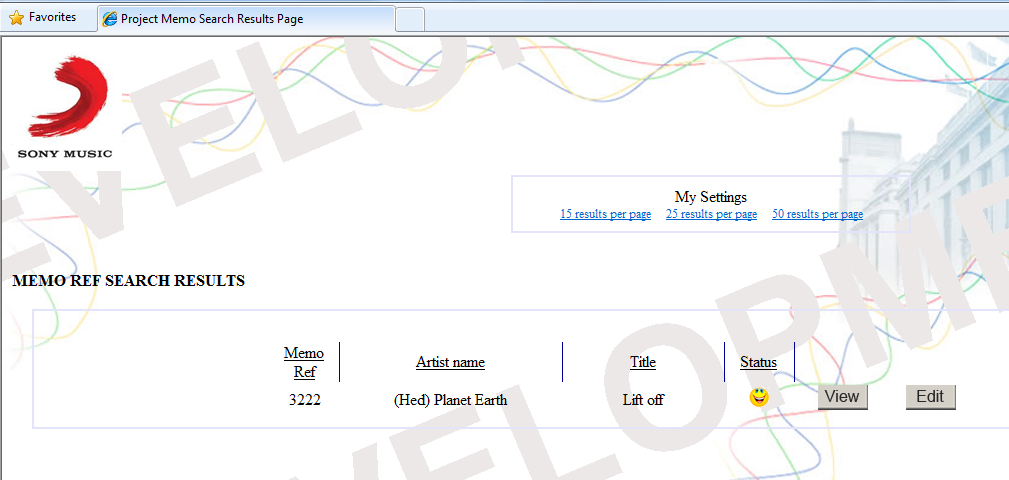 Favorites
Project Memo Search Results Page
SONY MUSIC
DEVELOPMENT
My Settings
15 results per page 25 results per page 50 results per page
MEMO REF SEARCH RESULTS
Memo
Ref Artist name Title Status
3222 (Hed) Planet Earth Lift off View Edit
DEVELOPMENT